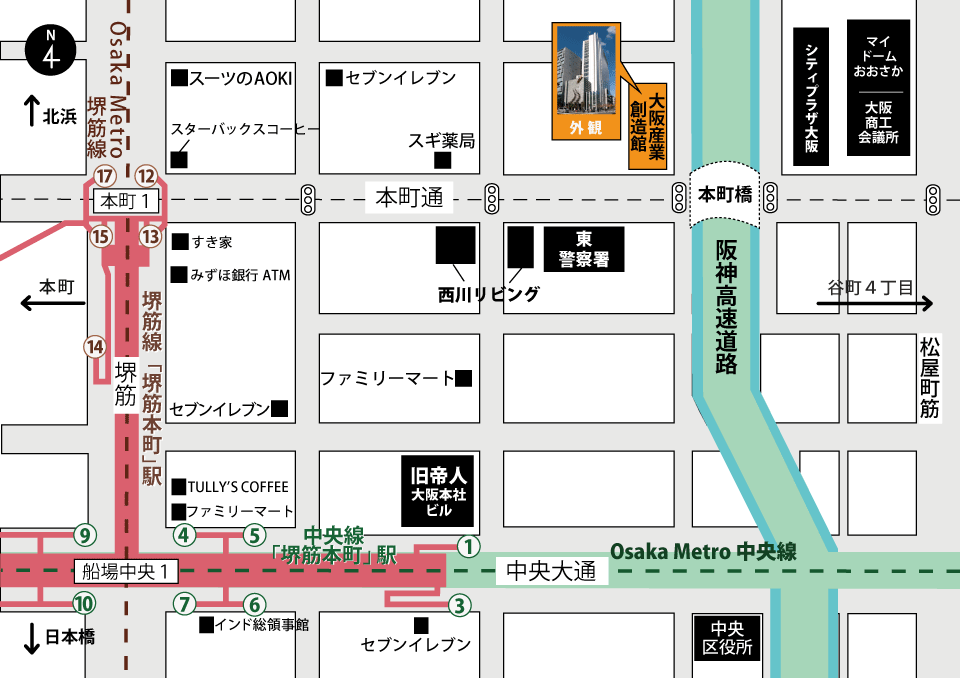 N
北浜
Osaka Metro
堺筋線
スーツのAOKI
セブンイレブン
スターバックスコーヒー
スギ薬局
外観
大阪産業
創造館
シティプラザ大阪
マイ
ドーム
おおさか
大阪
商工
会議所
17
12
本町1
15
13
本町通
本町橋
すき家
みずほ銀行 ATM
西川リビング
東
警察署
本町
谷町４丁目
阪神高速道路
松屋町筋
14
堺筋
堺筋線「堺筋本町」駅
ファミリーマート
セブンイレブン
TULLY'S COFFEE
ファミリーマート
旧帝人
大阪本社
ビル
9
4
5
中央線
「堺筋本町」駅
1
Osaka Metro 中央線
船場中央1
中央大通
10
7
6
3
日本橋
インド総領事館
セブンイレブン
中央
区役所